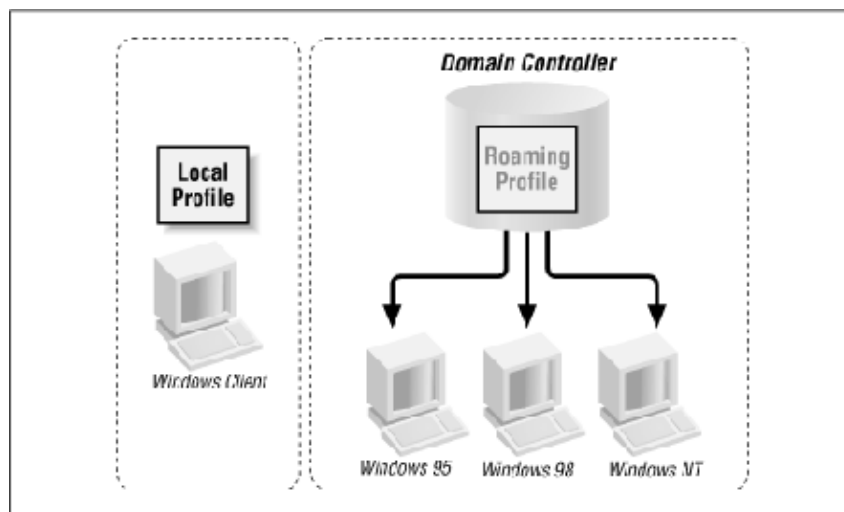 Local
Profile
Windows Client
Domain Controller
Roaming
Profile
Windows 95
Windows 98
Windows NT